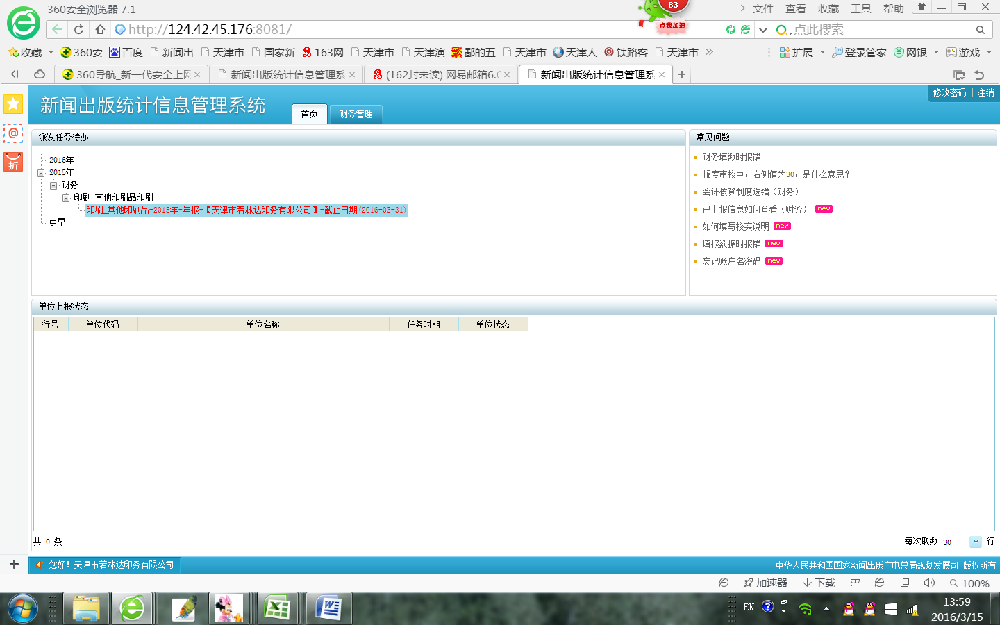 360安全浏览器 7.1
83
点我加速
文件 查看 收藏 工具 帮助
http://124.42.45.176:8081/
点此搜索
收藏 360安 百度 新闻出 天津市 国家新 163网 天津市 天津演 鄙的五 天津市 天津人 铁路客 天津市 扩展 登录管家 网银 游戏
360导航_新一代安全上网 新闻出版统计信息管理系 (162封未读) 网易邮箱6.0 新闻出版统计信息管理系
新闻出版统计信息管理系统
首页 财务管理
修改密码 | 注销
派发任务待办
2016年
2015年
财务
印刷_其他印刷品印刷
印刷_其他印刷品-2015年-年报-【天津市若林达印务有限公司】-截止日期(2016-03-31)
更早
常见问题
财务填数时报错
幅度审核中，右侧值为30，是什么意思?
会计核算制度选错（财务）
已上报信息如何查看（财务） new
如何填写核实说明 new
填报数据时报错 new
忘记账户名密码 new
单位上报状态
行号 单位代码 单位名称 任务时期 单位状态
共 0 条
每次取数 30 行
您好！天津市若林达印务有限公司
中华人民共和国国家新闻出版广电总局规划发展司 版权所有
加速器 下载 100%
折
EN
13:59
2016/3/15